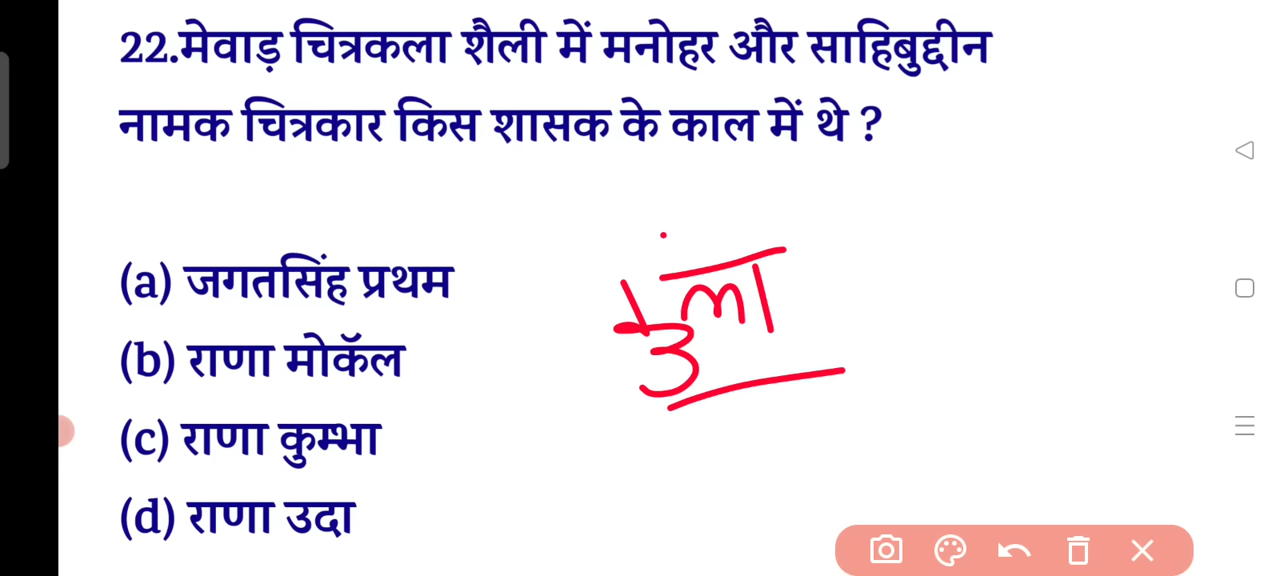 22.मेवाड़ चित्रकला शैली में मनोहर और साहिबुद्दीन
नामक चित्रकार किस शासक के काल में थे ?
(a) जगतसिंह प्रथम
(b) राणा मोकॅल
(c) राणा कुम्भा
(d) राणा उदा